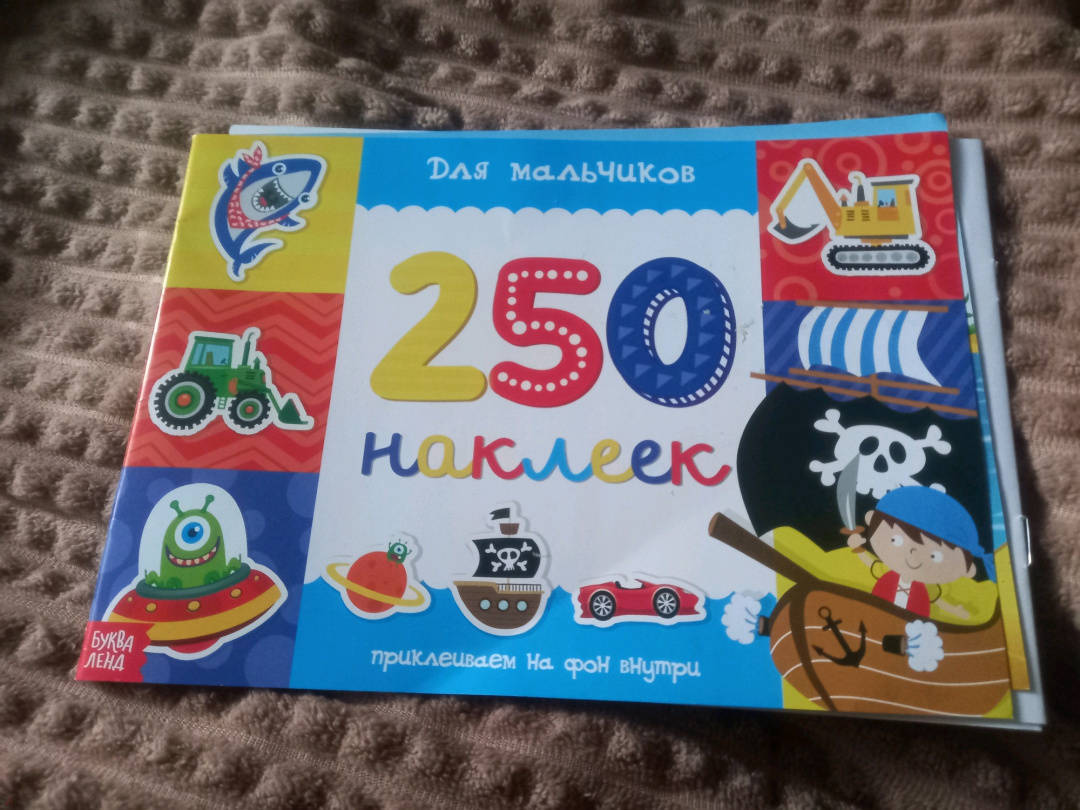 Для мальчиков
250
наклеек
приклеиваем на фон внутри
БУКВА
ЛЕНД